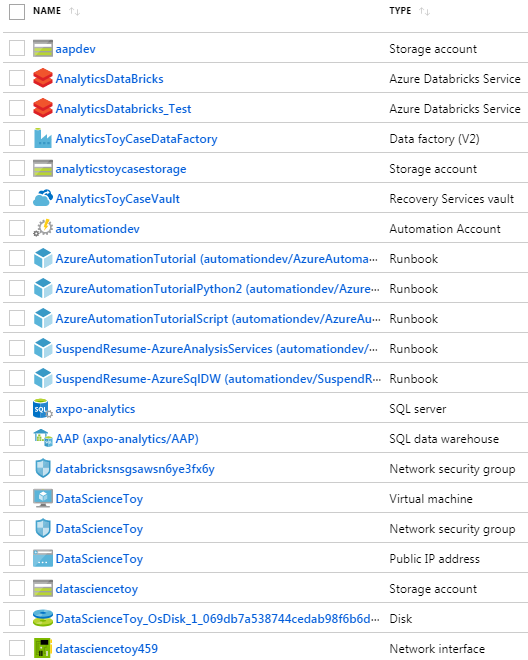 NAME TYPE
aapdev Storage account
AnalyticsDataBricks Azure Databricks Service
AnalyticsDatabricks_Test Azure Databricks Service
AnalyticsToyCaseDataFactory Data factory (V2)
analyticstoycasestorage Storage account
AnalyticsToyCaseVault Recovery Services vault
automationdev Automation Account
AzureAutomationTutorial (automationdev/AzureAutoma··· Runbook
AzureAutomationTutorialPython2 (automationdev/Azure··· Runbook
AzureAutomationTutorialScript (automationdev/AzureAu··· Runbook
SuspendResume-AzureAnalysisServices (automationdev/··· Runbook
SuspendResume-AzureSqlDW (automationdev/SuspendR··· Runbook
SQL axpo-analytics SQL server
AAP (axpo-analytics/AAP) SQL data warehouse
databricksnsgsawsn6ye3fx6y Network security group
DataScienceToy Virtual machine
DataScienceToy Network security group
DataScienceToy Public IP address
datasciencetoy Storage account
DataScienceToy_OsDisk_1_069db7a538744cedab98f6b6d··· Disk
datasciencetoy459 Network interface